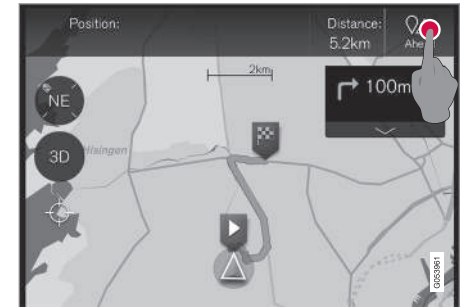 Position:
Distance:
5.2km
Ahe
2km
100m
NE
3D
Hisingen
G053961